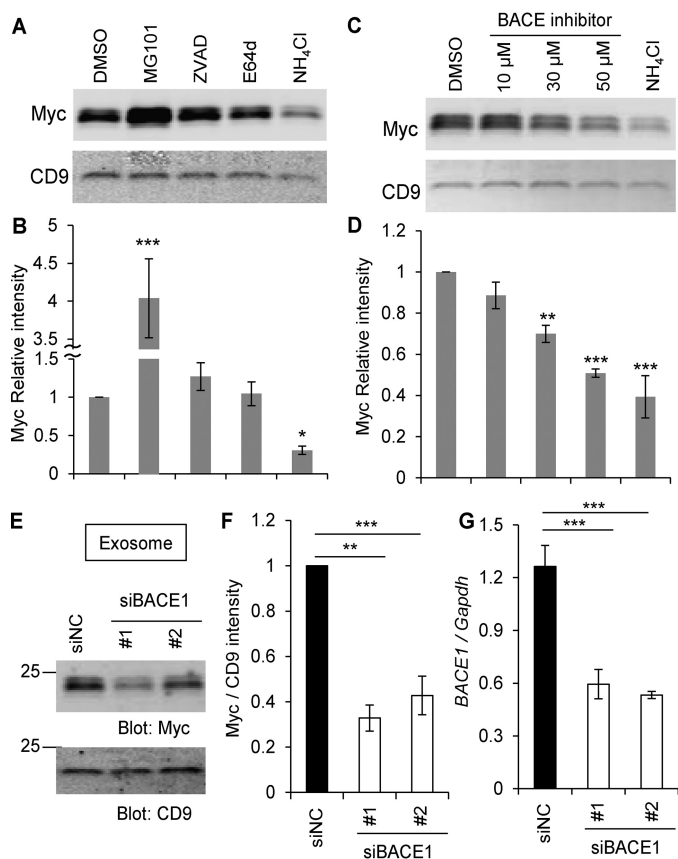 A
DMSO
MG101
ZVAD
E64d
NH4Cl
Myc
CD9
B
Myc Relative intensity
5
4.5
4
3.5
1.5
1
0.5
0
***
*
C
BACE inhibitor
DMSO
10 µM
30 µM
50 µM
NH4Cl
Myc
CD9
D
Myc Relative intensity
1.2
1
0.8
0.6
0.4
0.2
0
**
***
***
E
Exosome
siBACE1
siNC
#1
#2
25
Blot: Myc
25
Blot: CD9
F
Myc / CD9 intensity
1.2
1
0.8
0.6
0.4
0.2
0
***
**
siNC
#1
#2
siBACE1
G
BACE1 / Gapdh
1.5
1.2
0.9
0.6
0.3
0
***
***
siNC
#1
#2
siBACE1